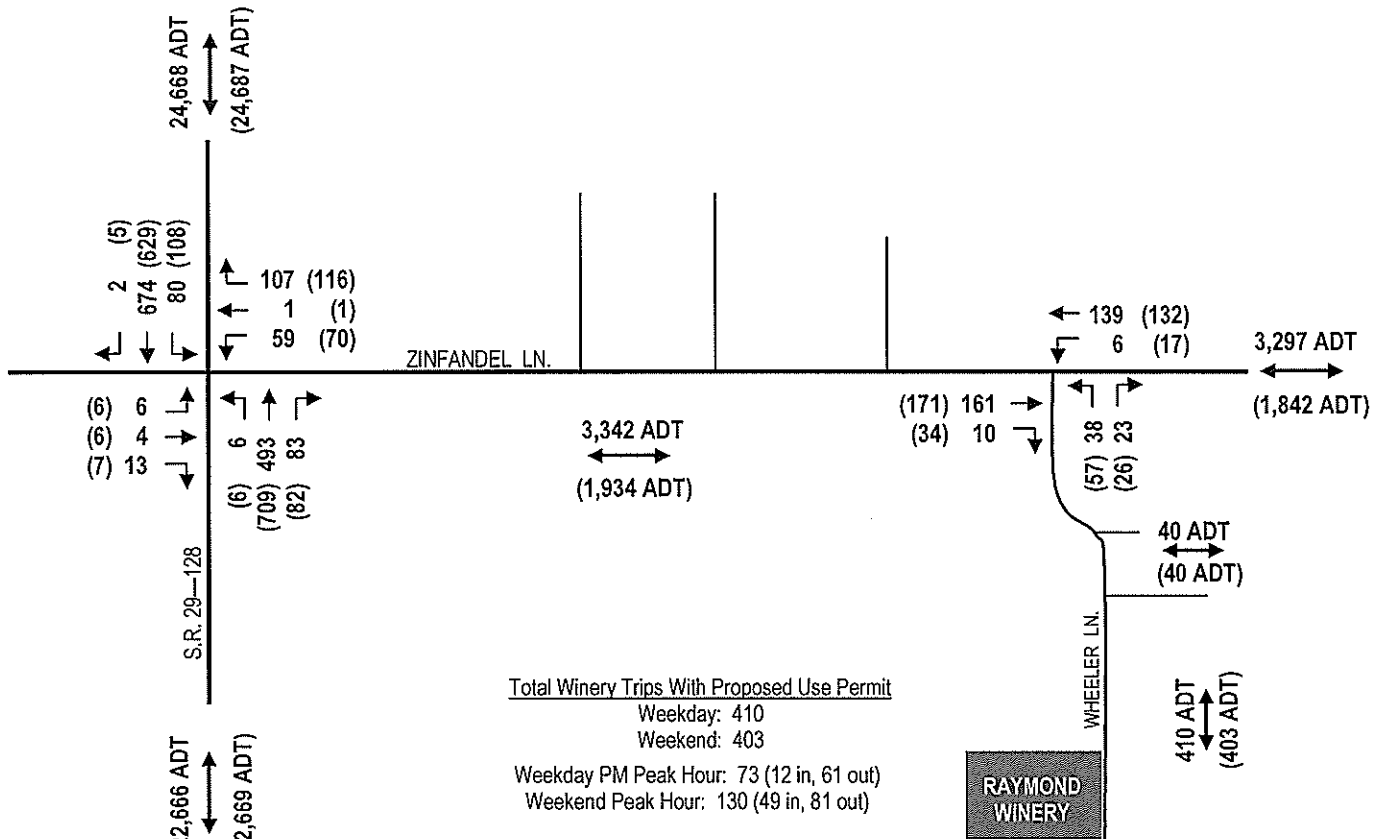 24,668 ADT
(24,687 ADT)
2 (5)
674 (629)
80 (108)
107 (116)
1 (1)
59 (70)
ZINFANDEL LN.
139 (132)
6 (17)
3,297 ADT
(1,842 ADT)
(6) 6
(6) 4
(7) 13
6 (6)
493 (709)
83 (82)
3,342 ADT
(1,934 ADT)
(171) 161
(34) 10
(57) 38
(26) 23
40 ADT
(40 ADT)
S.R. 29—128
WHEELER LN.
410 ADT
(403 ADT)
Total Winery Trips With Proposed Use Permit
Weekday: 410
Weekend: 403
Weekday PM Peak Hour: 73 (12 in, 61 out)
Weekend Peak Hour: 130 (49 in, 81 out)
RAYMOND
WINERY
2,666 ADT
2,669 ADT)